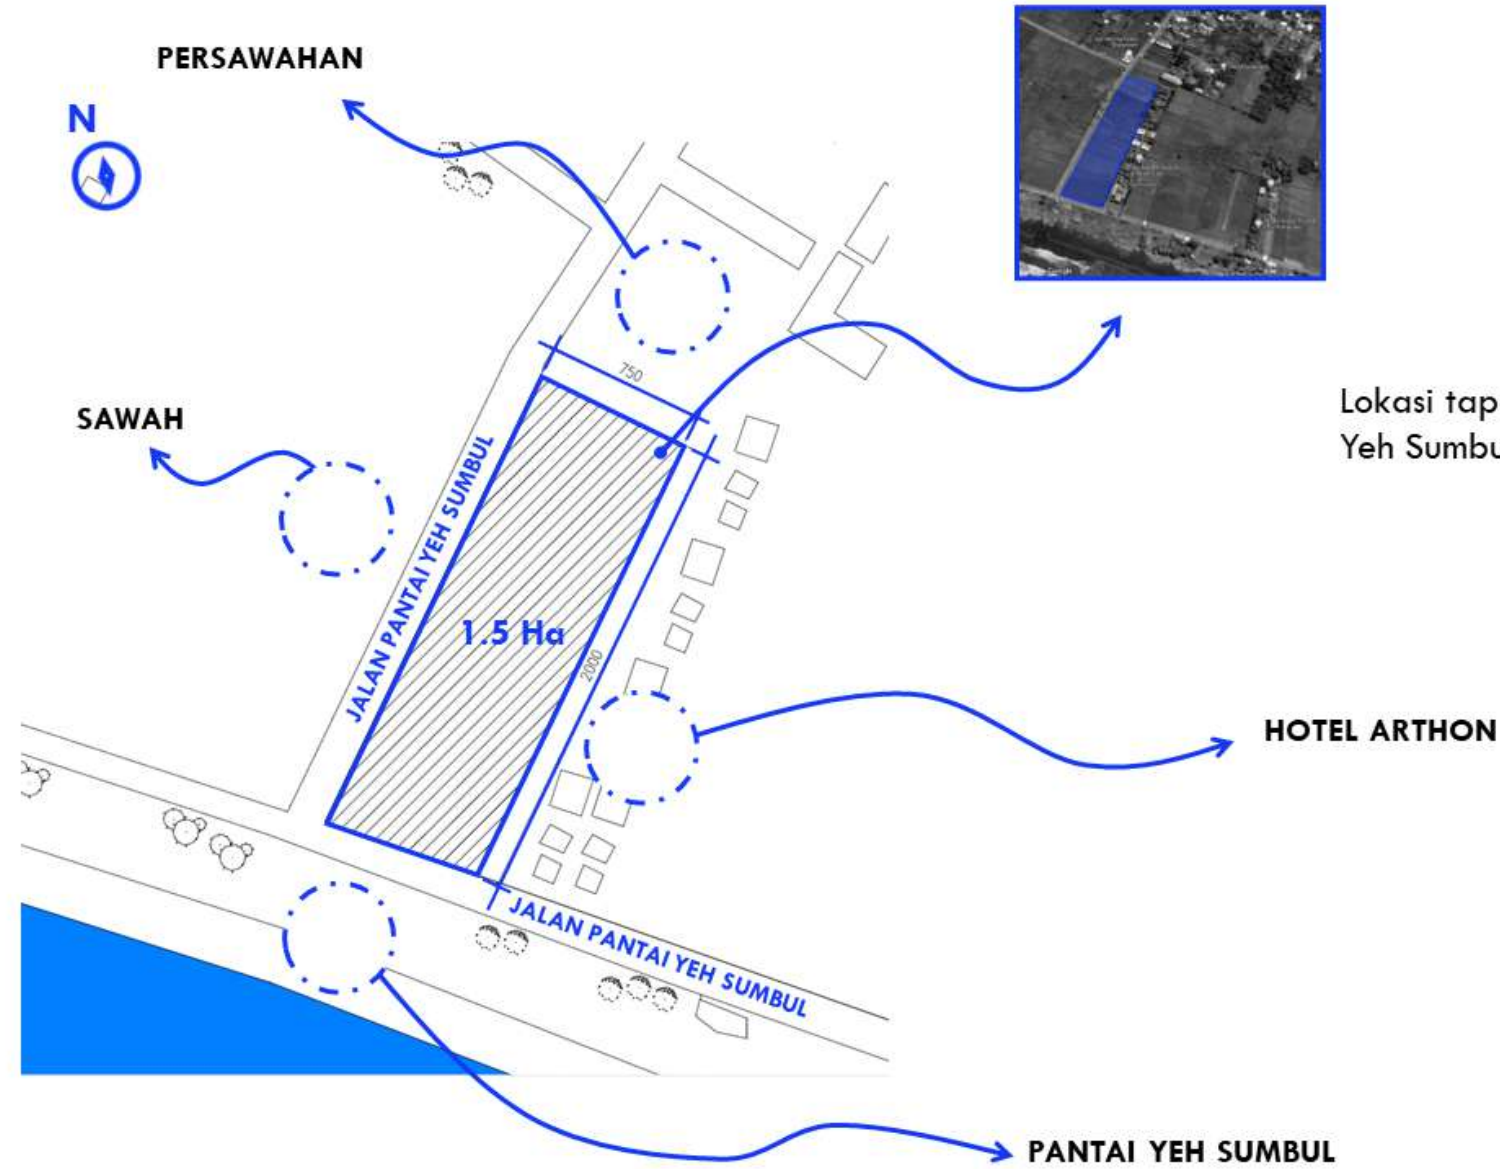 PERSAWAHAN
N
750
SAWAH
Lokasi tap
Yeh Sumbu
JALAN PANTAI YEH SUMBUL
1.5 Ha
2000
HOTEL ARTHON
JALAN PANTAI YEH SUMBUL
PANTAI YEH SUMBUL